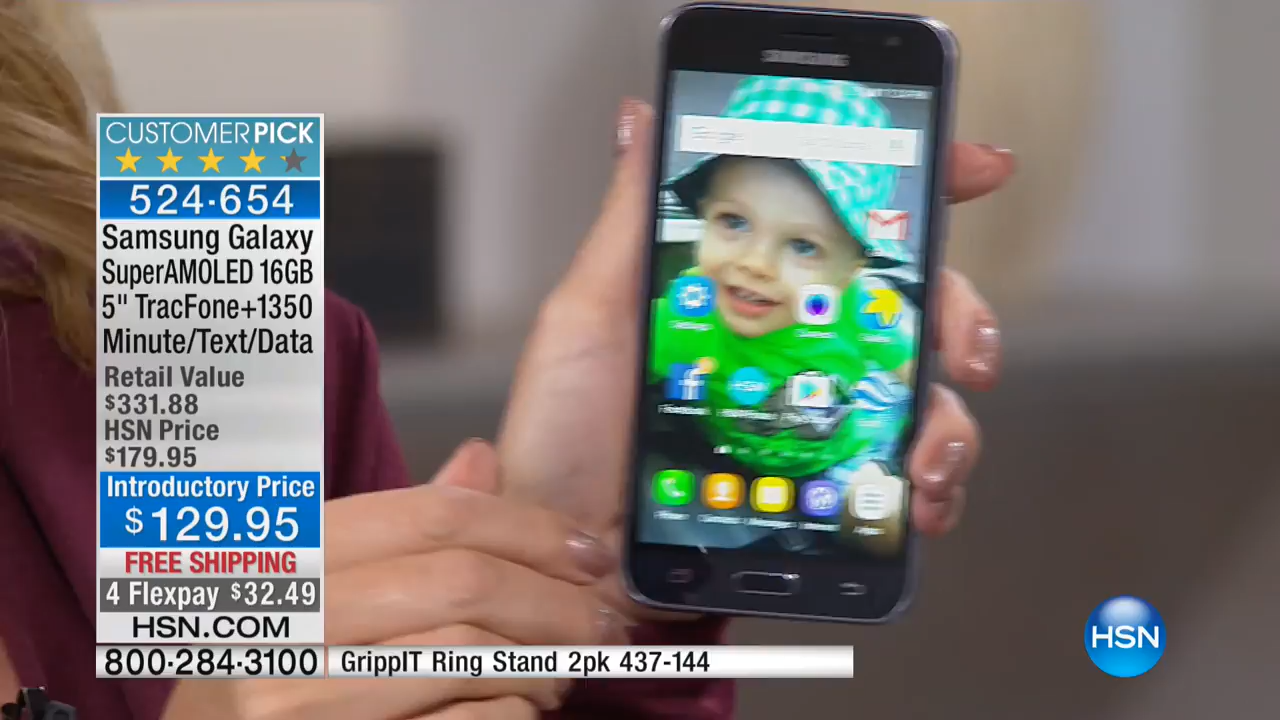 CUSTOMERPICK
524-654
Samsung Galaxy
SuperAMOLED 16GB
5" TracFone+1350
Minute/Text/Data
Retail Value
$331.88
HSN Price
$179.95
Introductory Price
$129.95
FREE SHIPPING
4 Flexpay $32.49
HSN.COM
800-284-3100
GrippIT Ring Stand 2pk 437-144
SAMSUNG
HSN